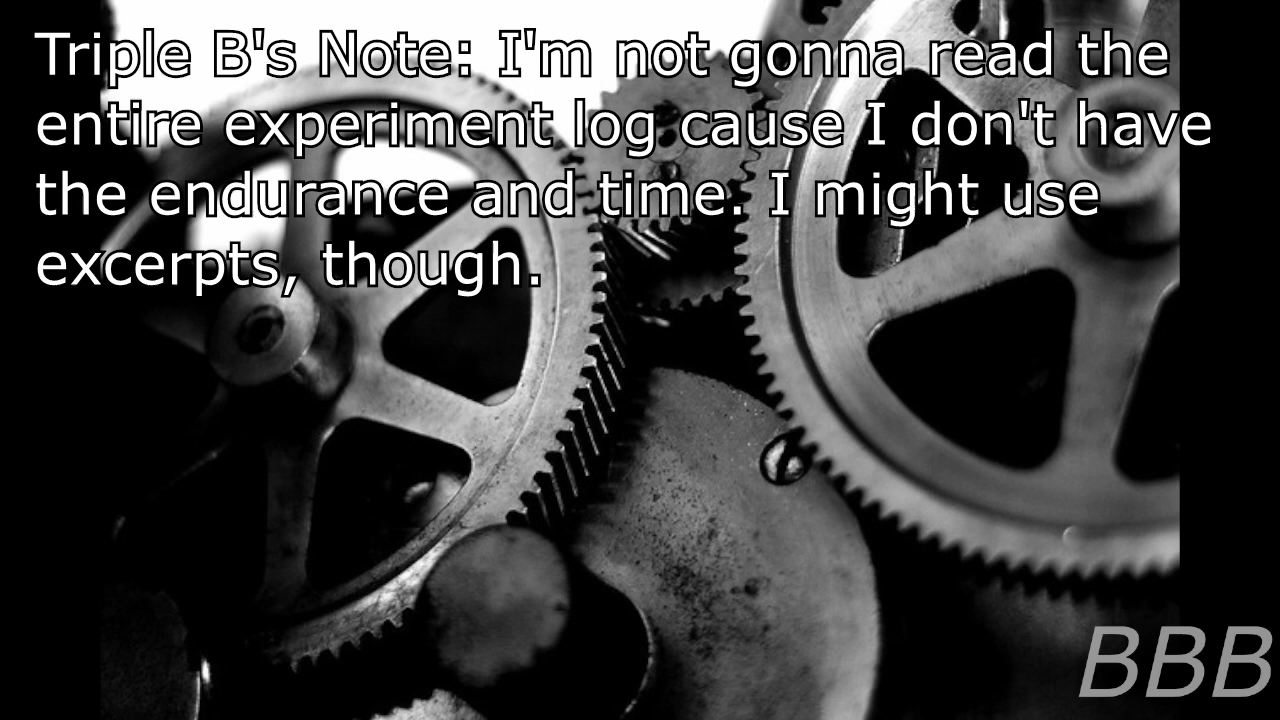 Triple B's Note: I'm not gonna read the
entire experiment log cause I don't have
the endurance and time. I might use
excerpts, though.
BBB